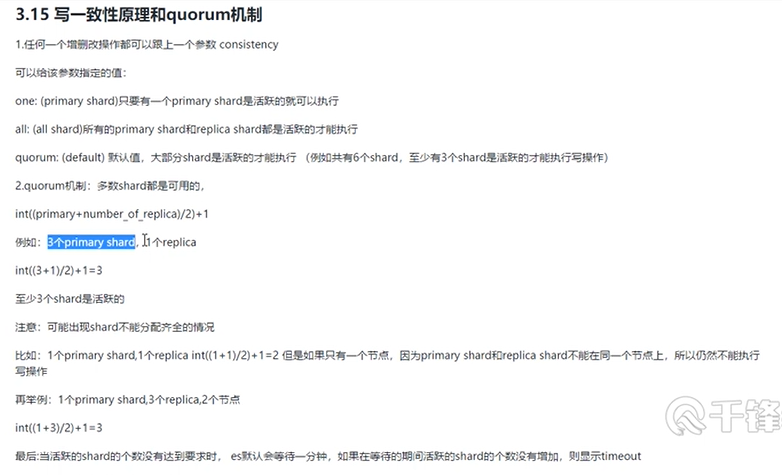 3.15 写一致性原理和quorum机制
1.任何一个增删改操作都可以跟上一个参数 consistency
可以给该参数指定的值：
one: (primary shard)只要有一个primary shard是活跃的就可以执行
all: (all shard)所有的primary shard和replica shard都是活跃的才能执行
quorum: (default) 默认值，大部分shard是活跃的才能执行 （例如共有6个shard，至少有3个shard是活跃的才能执行写操作）
2.quorum机制：多数shard都是可用的，
int((primary+number_of_replica)/2)+1
例如：3个primary shard，1个replica
int((3+1)/2)+1=3
至少3个shard是活跃的
注意：可能出现shard不能分配齐全的情况
比如：1个primary shard,1个replica int((1+1)/2)+1=2 但是如果只有一个节点，因为primary shard和replica shard不能在同一个节点上，所以仍然不能执行
写操作
再举例：1个primary shard,3个replica,2个节点
int((1+3)/2)+1=3
最后:当活跃的shard的个数没有达到要求时， es默认会等待一分钟，如果在等待的期间活跃的shard的个数没有增加，则显示timeout
千锋